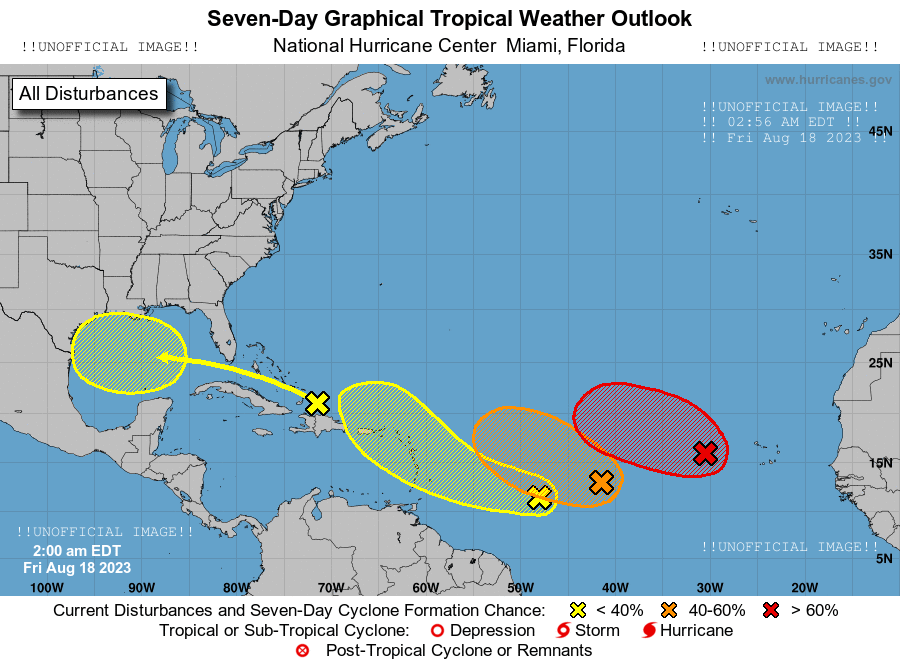 Seven-Day Graphical Tropical Weather Outlook
!!UNOFFICIAL IMAGE!! National Hurricane Center Miami, Florida !!UNOFFICIAL IMAGE!!
www.hurricanes.gov
All Disturbances
!!UNOFFICIAL IMAGE!!
!! 02:56 AM EDT !!
45N
!! Fri Aug 18 2023 !!
35N
25N
15N
!!UNOFFICIAL IMAGE!!
2:00 am EDT
Fri Aug 18 2023
!!UNOFFICIAL IMAGE!!
5N
100W 90W 80W 70W 60W 50W 40W 30W 20W
Current Disturbances and Seven-Day Cyclone Formation Chance: < 40% 40-60% > 60%
Tropical or Sub-Tropical Cyclone: Depression Storm Hurricane
Post-Tropical Cyclone or Remnants